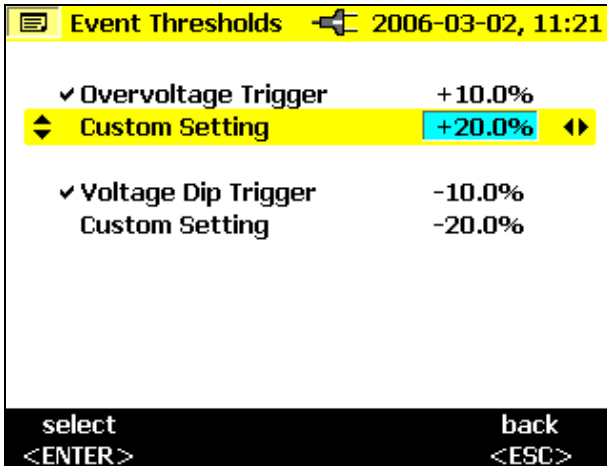 Event Thresholds 2006-03-02, 11:21
✓ Overvoltage Trigger +10.0%
Custom Setting +20.0%
✓ Voltage Dip Trigger -10.0%
Custom Setting -20.0%
select back
<ENTER> <ESC>